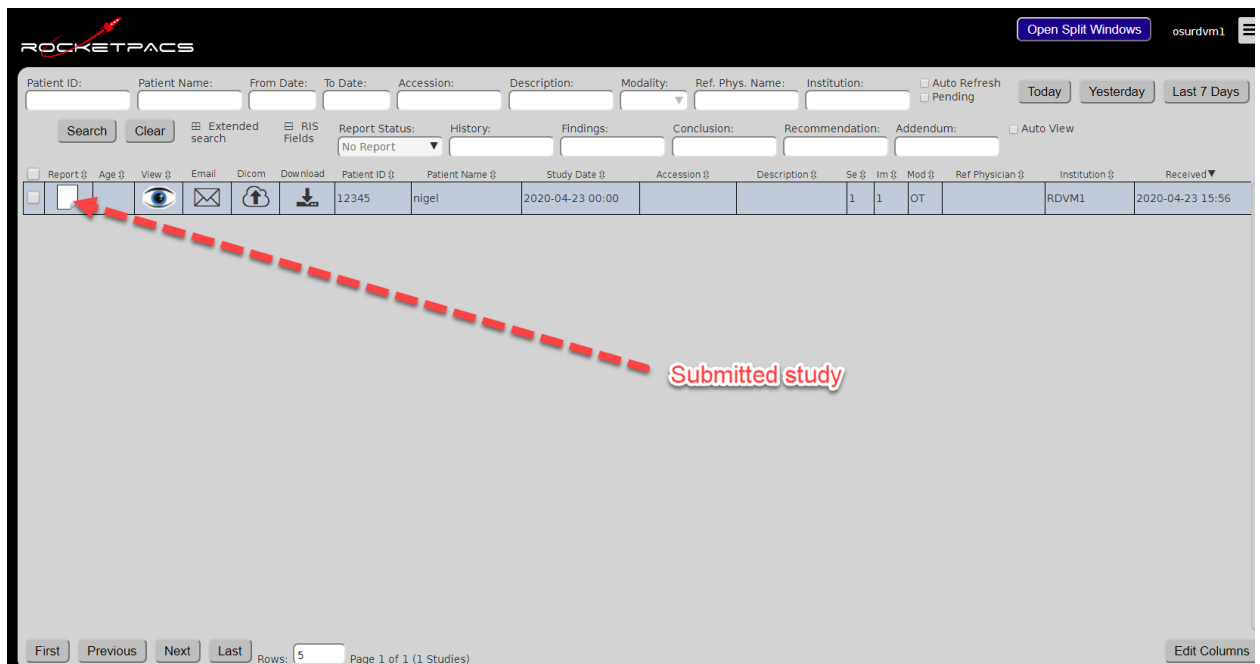 ROCKETPACS
Open Split Windows osurdvm1
Patient ID: Patient Name: From Date: To Date: Accession: Description: Modality: Ref. Phys. Name: Institution: Auto Refresh
Pending
Today Yesterday Last 7 Days
Search Clear Extended search RIS Fields Report Status: History: Findings: Conclusion: Recommendation: Addendum: Auto View
No Report
Report Age View Email Dicom Download Patient ID Patient Name Study Date Accession Description Se Im Mod Ref Physician Institution Received
12345 nigel 2020-04-23 00:00 1 1 OT RDVM1 2020-04-23 15:56
Submitted study
First Previous Next Last Rows: 5 Page 1 of 1 (1 Studies) Edit Columns